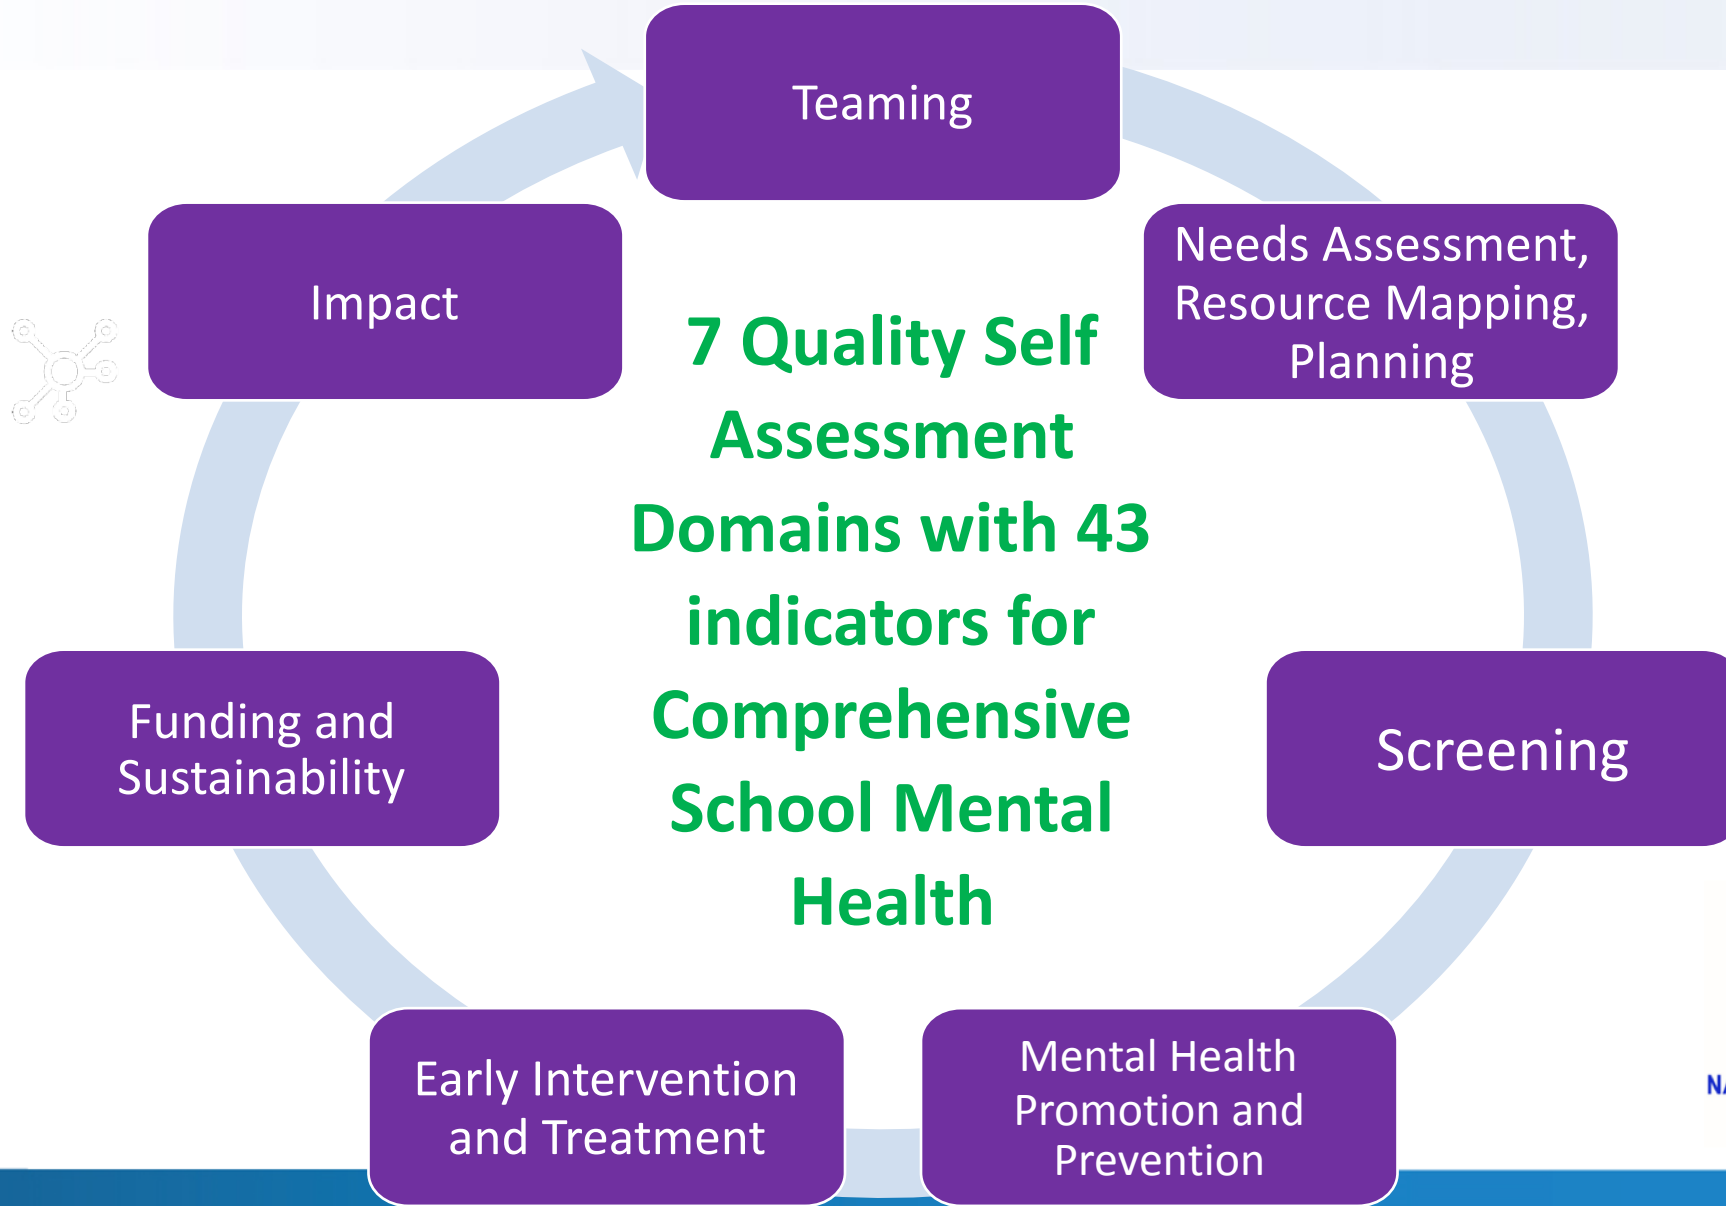 Teaming
Needs Assessment,
Resource Mapping,
Planning
Impact
7 Quality Self
Assessment
Domains with 43
indicators for
Comprehensive
School Mental
Health
Screening
Funding and
Sustainability
Early Intervention
and Treatment
Mental Health
Promotion and
Prevention